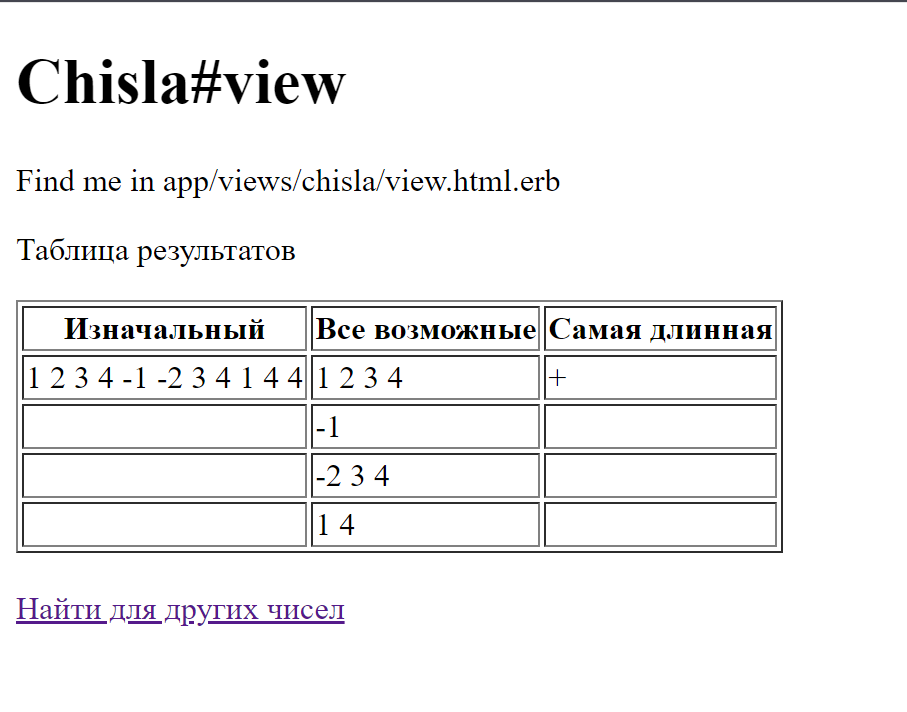 Chisla#view
Find me in app/views/chisla/view.html.erb
Таблица результатов
Изначальный Все возможные Самая длинная
1 2 3 4 -1 -2 3 4 1 4 4 1 2 3 4 +
-1
-2 3 4
1 4
Найти для других чисел